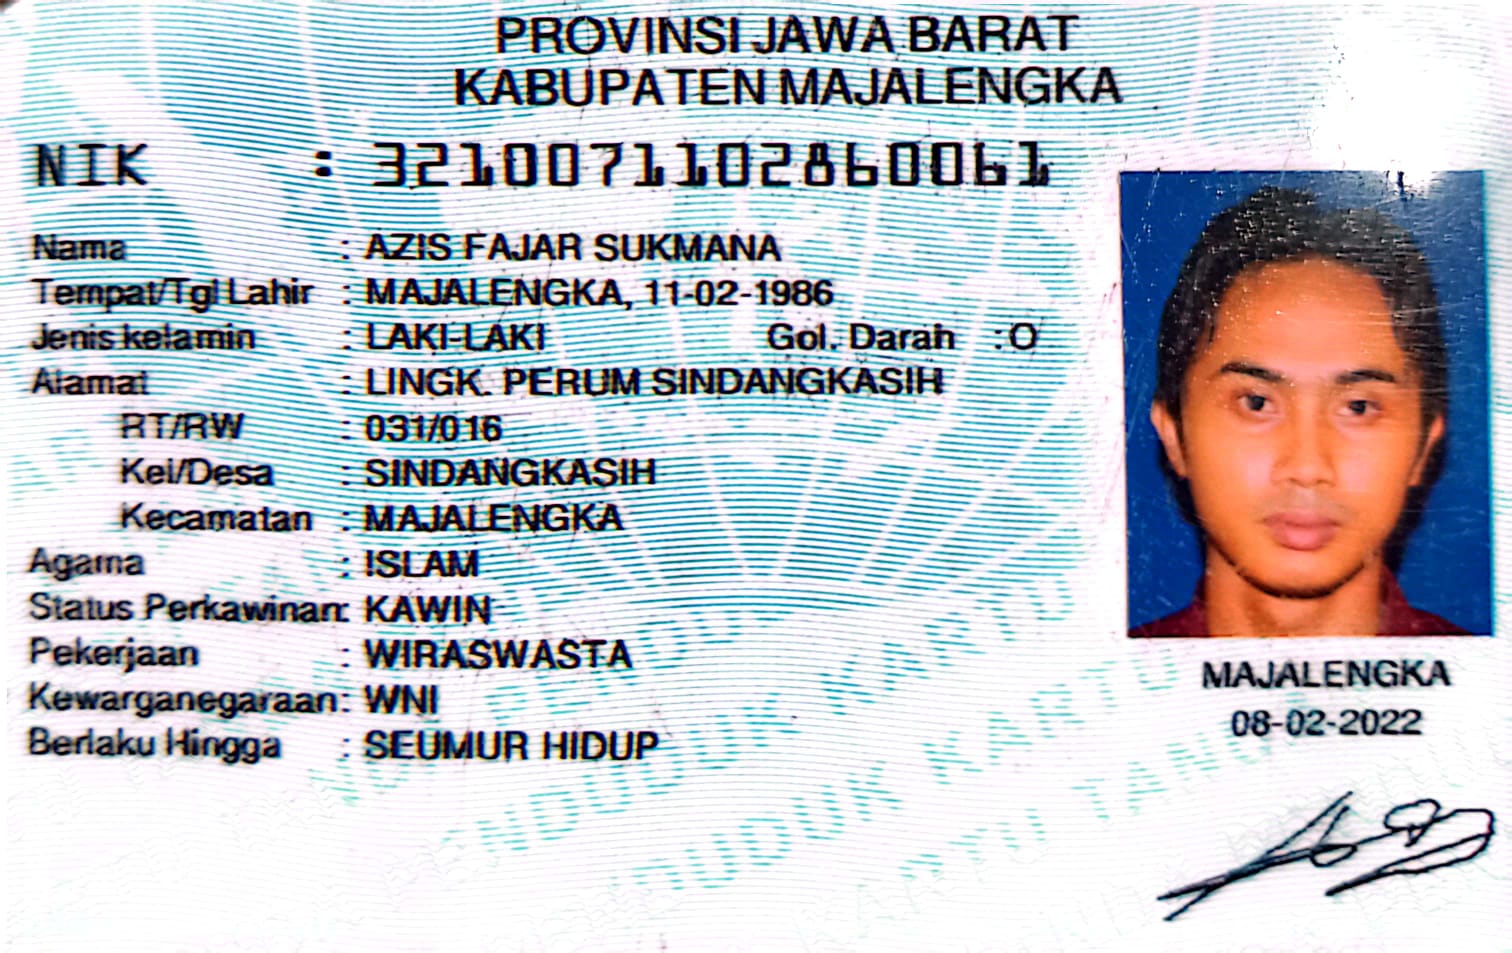 PROVINSI JAWA BARAT
KABUPATEN MAJALENGKA
NIK : 3210071102860061
Nama : AZIS FAJAR SUKMANA
Tempat/Tgl Lahir : MAJALENGKA, 11-02-1986
Jenis kelamin : LAKI-LAKI Gol. Darah : O
Alamat : LINGK. PERUM SINDANGKASIH
RT/RW : 031/016
Kel/Desa : SINDANGKASIH
Kecamatan : MAJALENGKA
Agama : ISLAM
Status Perkawinan: KAWIN
Pekerjaan : WIRASWASTA
Kewarganegaraan: WNI
Berlaku Hingga : SEUMUR HIDUP
MAJALENGKA
08-02-2022